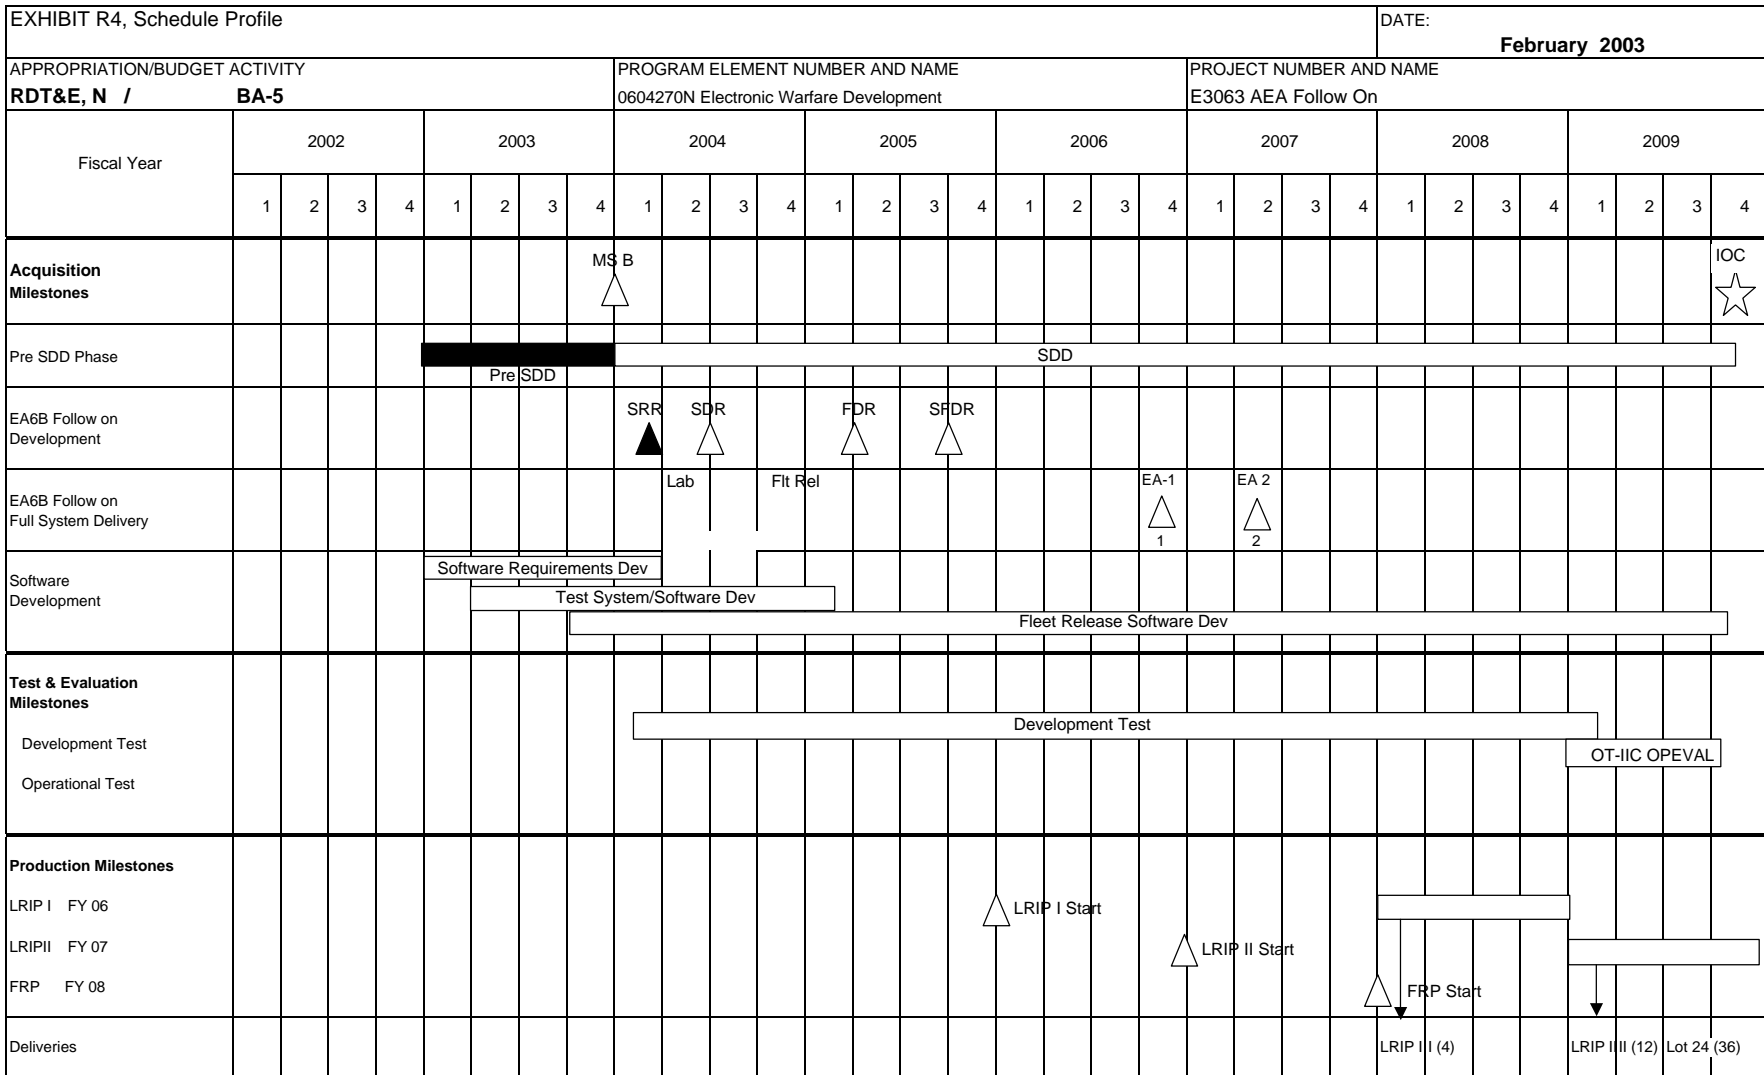 EXHIBIT R4, Schedule Profile
DATE:
February 2003
APPROPRIATION/BUDGET ACTIVITY
PROGRAM ELEMENT NUMBER AND NAME
PROJECT NUMBER AND NAME
RDT&E, N / BA-5
0604270N Electronic Warfare Development
E3063 AEA Follow On
Fiscal Year
2002 2003 2004 2005 2006 2007 2008 2009
1 2 3 4 1 2 3 4 1 2 3 4 1 2 3 4 1 2 3 4 1 2 3 4 1 2 3 4 1 2 3 4
Acquisition
Milestones
MS B
IOC
Pre SDD Phase
SDD
Pre SDD
EA6B Follow on
Development
SRR SDR FDR SFDR
EA6B Follow on
Full System Delivery
Lab Flt Rel EA-1 EA 2
1 2
Software
Development
Software Requirements Dev
Test System/Software Dev
Fleet Release Software Dev
Test & Evaluation
Milestones
Development Test
Development Test
OT-IIC OPEVAL
Operational Test
Production Milestones
LRIP I FY 06
LRIP I Start
LRIPII FY 07
LRIP II Start
FRP FY 08
FRP Start
Deliveries
LRIP I I (4)
LRIP IIII (12) Lot 24 (36)